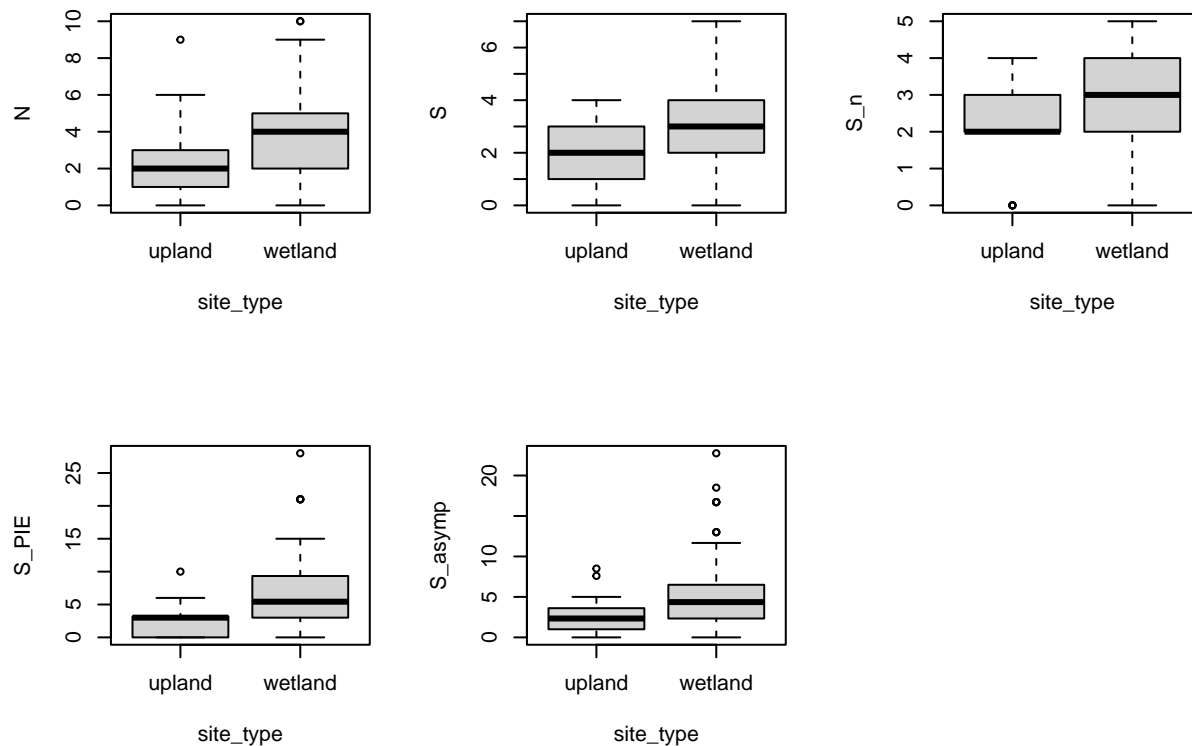 N
0 2 4 6 8 10
upland wetland
site_type
S
0 2 4 6
upland wetland
site_type
S_n
0 1 2 3 4 5
upland wetland
site_type
S_PIE
0 5 15 25
upland wetland
site_type
S_asymp
0 5 10 20
upland wetland
site_type